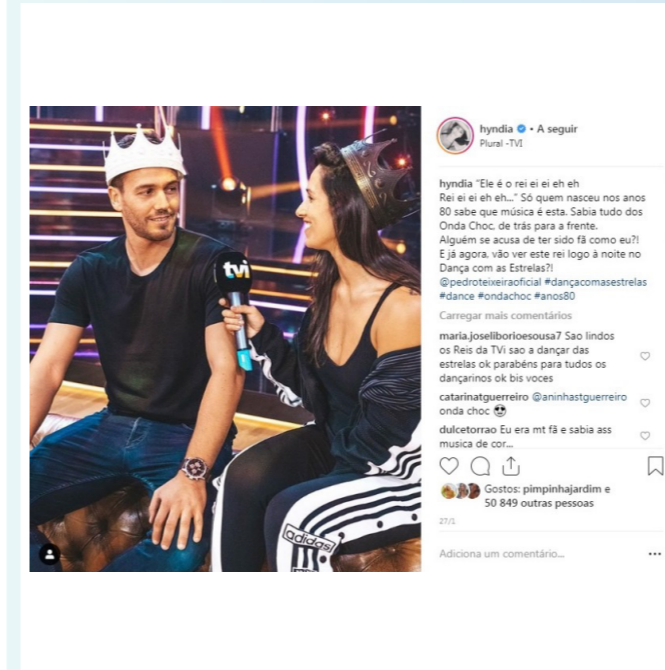 tvi
adidas
hyndia • A seguir
Plural -TVI
hyndia "Ele é o rei ei ei eh eh
Rei ei ei eh eh..." Só quem nasceu nos anos
80 sabe que música é esta. Sabia tudo dos
Onda Choc, de trás para a frente.
Alguém se acusa de ter sido fã como eu?!
E já agora, vão ver este rei logo à noite no
Dança com as Estrelas?!
@pedroteixeiraoficial #dançacomasestrelas
#dance #ondachoc #anos80
Carregar mais comentários
maria.joseliborioesousa7 Sao lindos
os Reis da TVi sao a dançar das
estrelas ok parabéns para tudos os
dançarinos ok bis voces
catarinatguerreiro @aninhastguerreiro
onda choc 😎
dulcetorrao Eu era mt fã e sabia ass
musica de cor...
Gostos: pimpinhajardim e
50 849 outras pessoas
27/1
Adiciona um comentário...